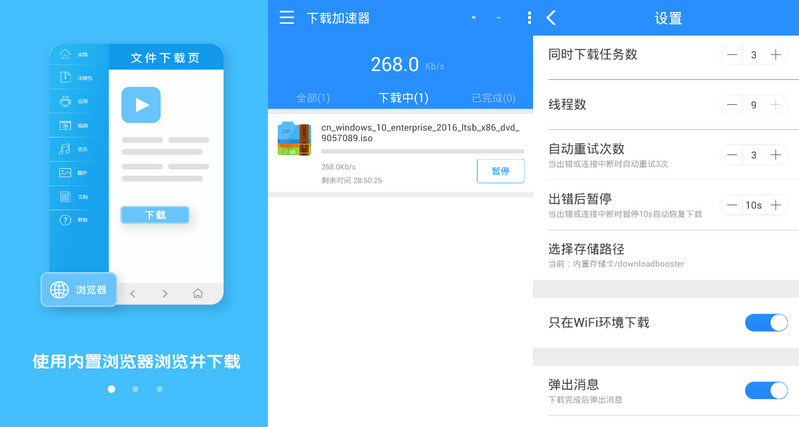 全部
压缩包
应用
视频
音乐
图片
文档
其他
文件下载页
下载
浏览器
使用内置浏览器浏览并下载
下载加速器
268.0 Kb/s
全部(1)
下载中(1)
已完成(0)
ZIP
cn_windows_10_enterprise_2016_ltsb_x86_dvd_
9057089.iso
268.0Kb/s
剩余时间 28:50:25
暂停
设置
同时下载任务数
— 3 +
线程数
— 9 +
自动重试次数
当出错或连接中断时自动重试3次
— 3 +
出错后暂停
当出错或连接中断时暂停10s自动恢复下载
— 10s +
选择存储路径
当前：内置存储卡/downloadbooster
只在WiFi环境下载
弹出消息
下载完成后弹出消息